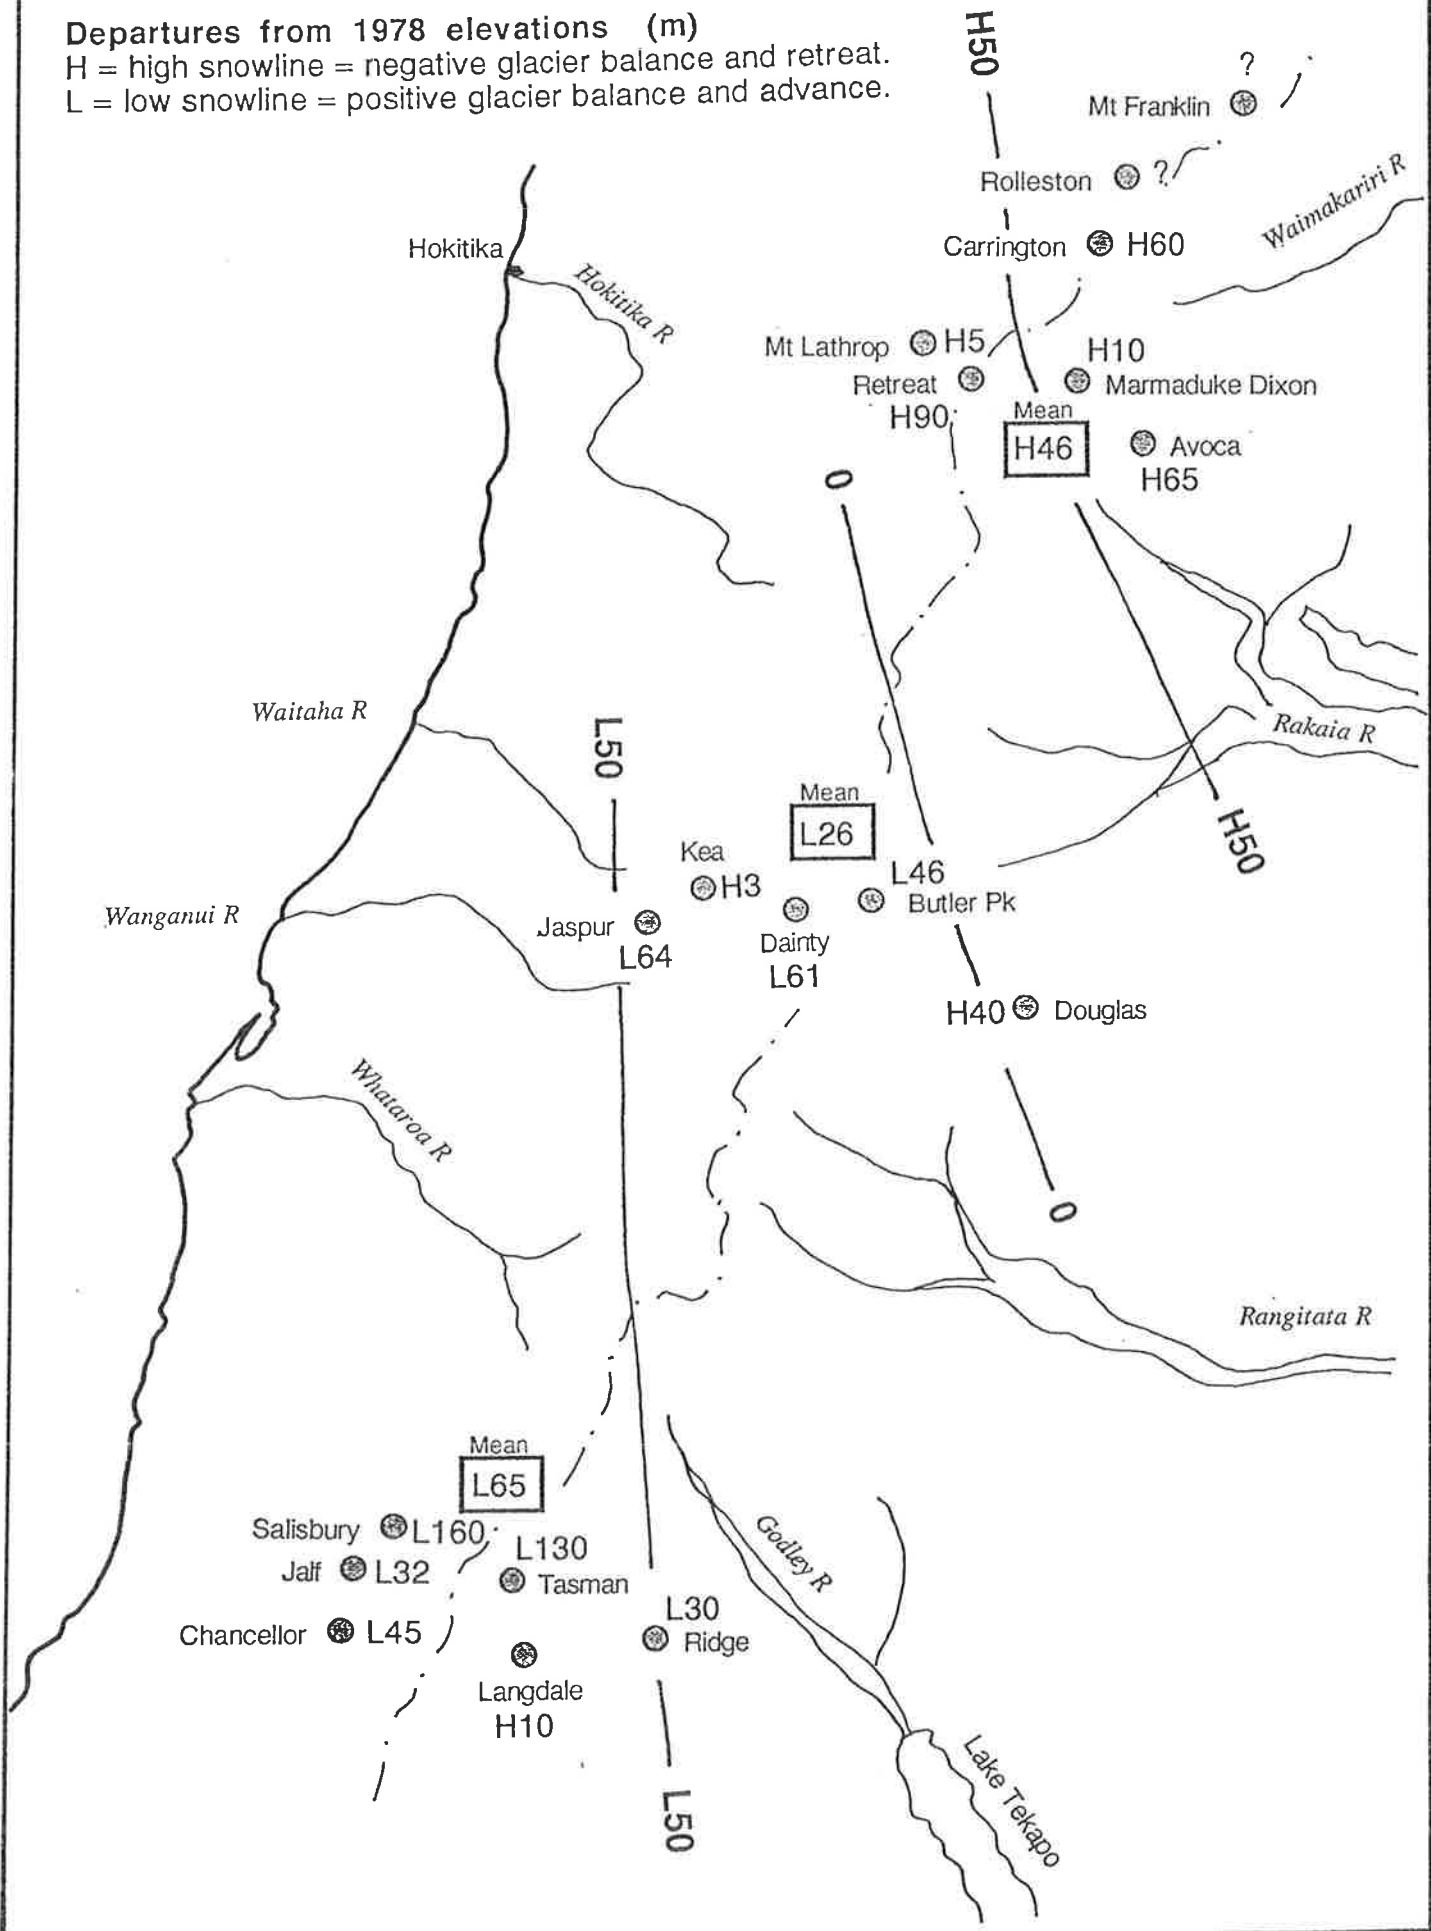 Departures from 1978 elevations (m)
H = high snowline = negative glacier balance and retreat.
L = low snowline = positive glacier balance and advance.
H50
?
Mt Franklin
Rolleston ?
Waimakariri R
Carrington H60
Hokitika
Hokitika R
Mt Lathrop H5
H10
Retreat
Marmaduke Dixon
H90
Mean
H46
Avoca
H65
0
Waitaha R
L50
Rakaia R
Mean
L26
H50
Kea
H3
L46
Butler Pk
Wanganui R
Jaspur
L64
Dainty
L61
H40 Douglas
Whataroa R
0
Rangitata R
Mean
L65
Salisbury L160
L130
Jalf L32
Tasman
Godley R
L30
Chancellor L45
Ridge
Langdale
H10
Lake Tekapo
L50